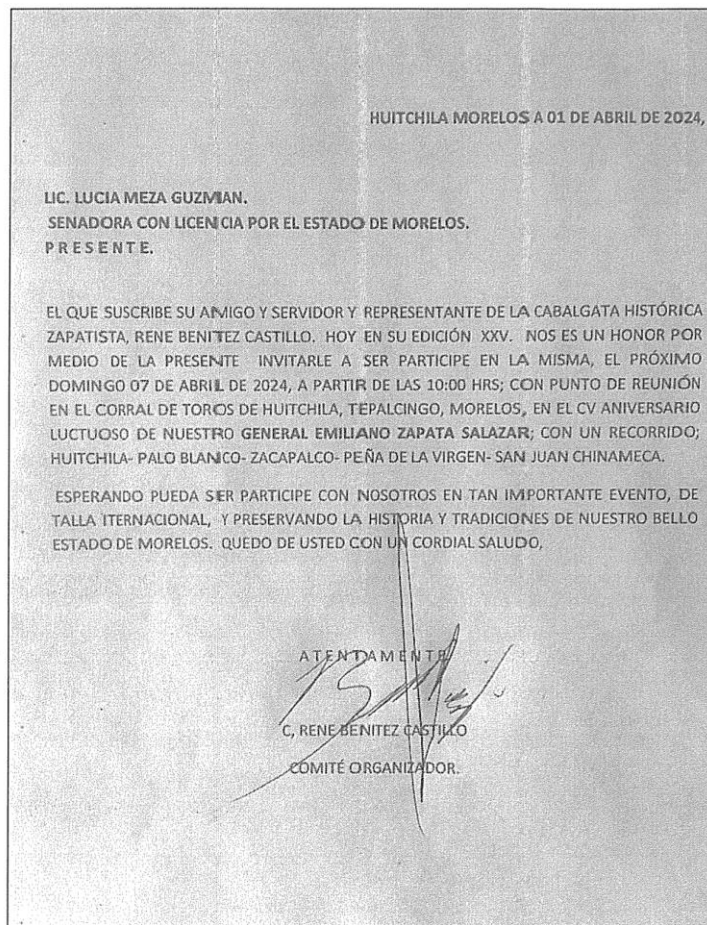 HUITCHILA MORELOS A 01 DE ABRIL DE 2024,
LIC. LUCIA MEZA GUZMAN.
SENADORA CON LICENCIA POR EL ESTADO DE MORELOS.
P R E S E N T E.
EL QUE SUSCRIBE SU AMIGO Y SERVIDOR Y REPRESENTANTE DE LA CABALGATA HISTÓRICA
ZAPATISTA, RENE BENITEZ CASTILLO. HOY EN SU EDICIÓN XXV. NOS ES UN HONOR POR
MEDIO DE LA PRESENTE INVITARLE A SER PARTICIPE EN LA MISMA, EL PRÓXIMO
DOMINGO 07 DE ABRIL DE 2024, A PARTIR DE LAS 10:00 HRS; CON PUNTO DE REUNIÓN
EN EL CORRAL DE TOROS DE HUITCHILA, TEPALCINGO, MORELOS, EN EL CV ANIVERSARIO
LUCTUOSO DE NUESTRO GENERAL EMILIANO ZAPATA SALAZAR; CON UN RECORRIDO;
HUITCHILA- PALO BLANCO- ZACAPALCO- PEÑA DE LA VIRGEN- SAN JUAN CHINAMECA.
ESPERANDO PUEDA SER PARTICIPE CON NOSOTROS EN TAN IMPORTANTE EVENTO, DE
TALLA ITERNACIONAL, Y PRESERVANDO LA HISTORIA Y TRADICIONES DE NUESTRO BELLO
ESTADO DE MORELOS. QUEDO DE USTED CON UN CORDIAL SALUDO,
A T E N T A M E N T E
C, RENE BENITEZ CASTILLO
COMITÉ ORGANIZADOR.